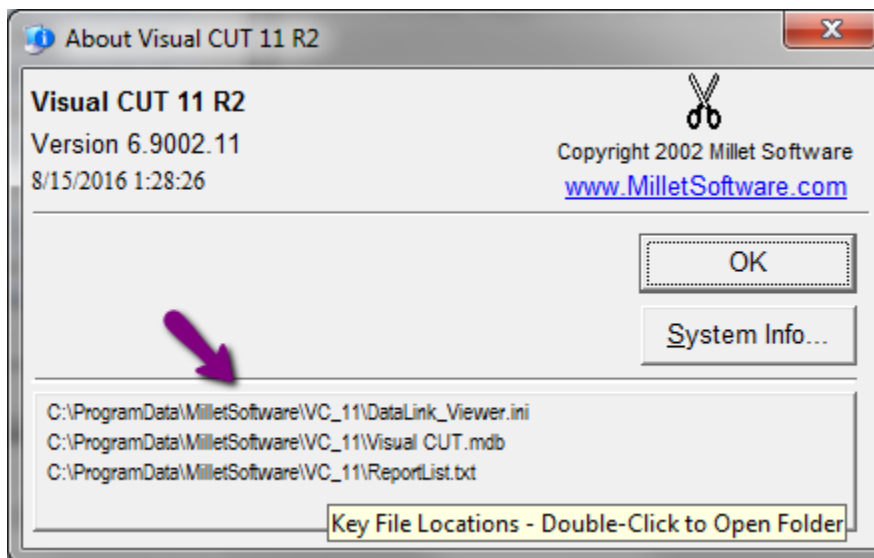 About Visual CUT 11 R2
Visual CUT 11 R2
Version 6.9002.11
8/15/2016 1:28:26
Copyright 2002 Millet Software
www.MilletSoftware.com
OK
System Info...
C:\ProgramData\MilletSoftware\VC_11\DataLink_Viewer.ini
C:\ProgramData\MilletSoftware\VC_11\Visual CUT.mdb
C:\ProgramData\MilletSoftware\VC_11\ReportList.txt
Key File Locations - Double-Click to Open Folder